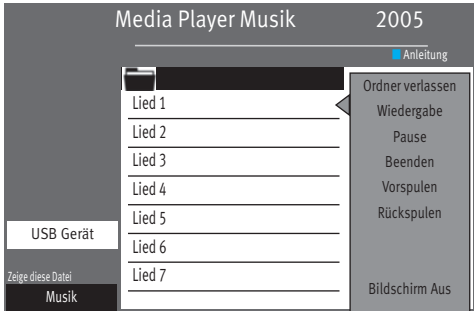 Media Player Musik 2005
Anleitung
Ordner verlassen
Lied 1
Wiedergabe
Lied 2
Pause
Lied 3
Beenden
Lied 4
Vorspulen
Lied 5
Rückspulen
USB Gerät
Lied 6
Zeige diese Datei
Lied 7
Musik
Bildschirm Aus